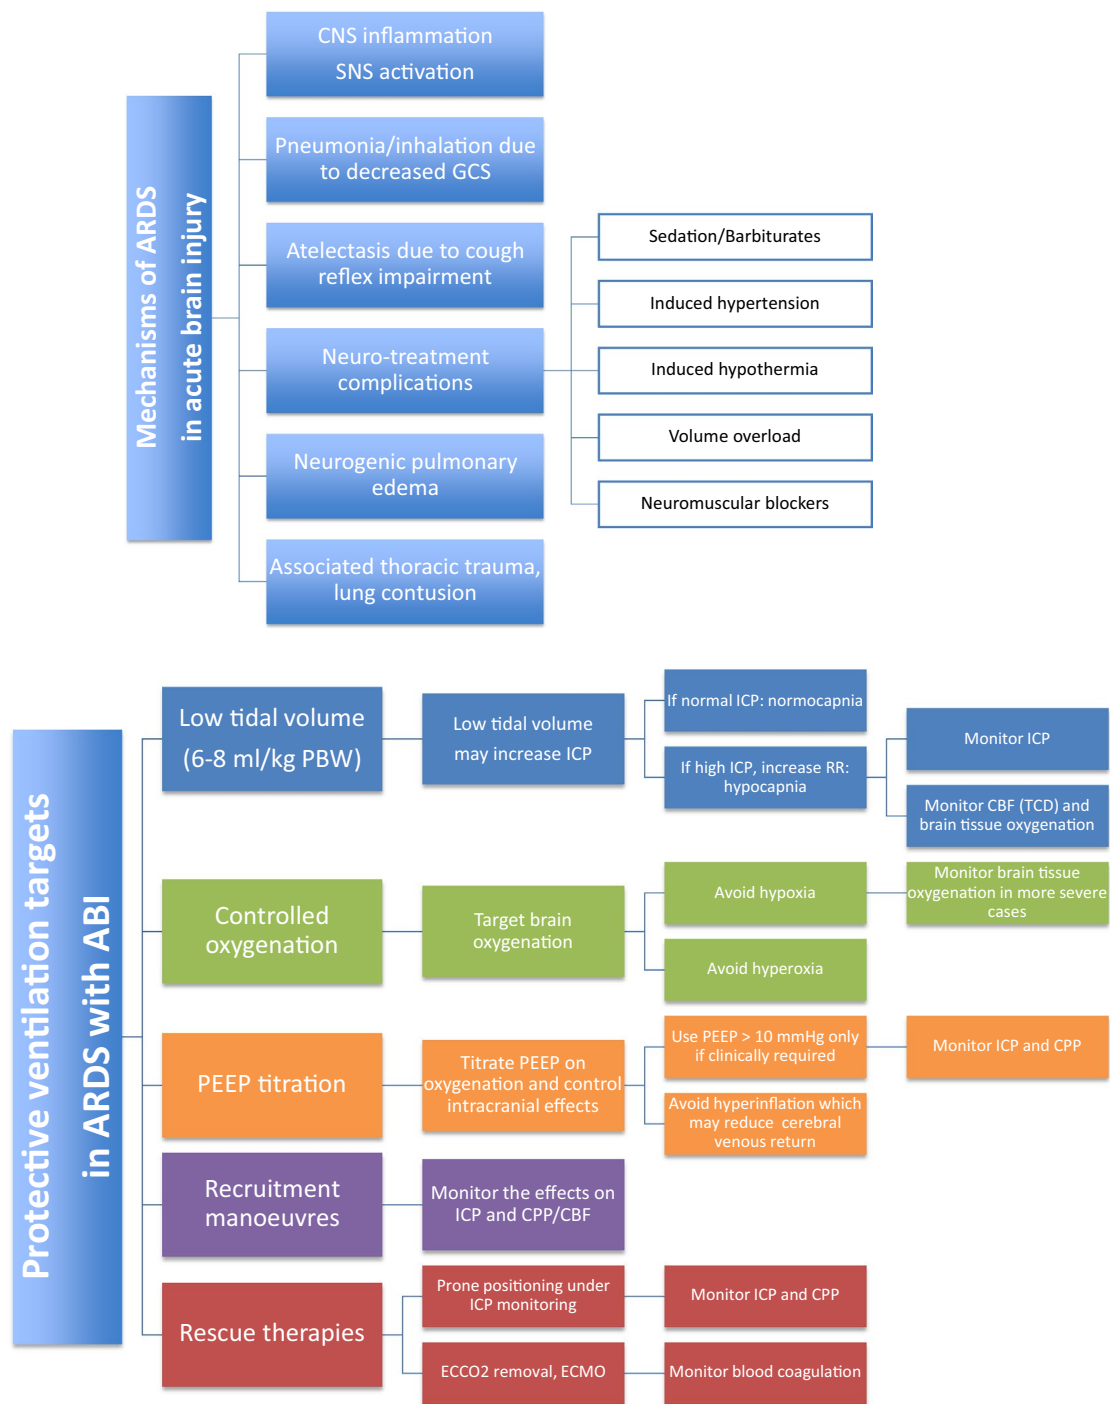 Mechanisms of ARDS
in acute brain injury
CNS inflammation
SNS activation
Pneumonia/inhalation due
to decreased GCS
Atelectasis due to cough
reflex impairment
Neuro-treatment
complications
Neurogenic pulmonary
edema
Associated thoracic trauma,
lung contusion
Sedation/Barbiturates
Induced hypertension
Induced hypothermia
Volume overload
Neuromuscular blockers
Protective ventilation targets
in ARDS with ABI
Low tidal volume
(6-8 ml/kg PBW)
Low tidal volume
may increase ICP
If normal ICP: normocapnia
If high ICP, increase RR:
hypocapnia
Monitor ICP
Monitor CBF (TCD) and
brain tissue oxygenation
Controlled
oxygenation
Target brain
oxygenation
Avoid hypoxia
Monitor brain tissue
oxygenation in more severe
cases
Avoid hyperoxia
PEEP titration
Titrate PEEP on
oxygenation and control
intracranial effects
Use PEEP > 10 mmHg only
if clinically required
Monitor ICP and CPP
Avoid hyperinflation which
may reduce cerebral
venous return
Recruitment
manoeuvres
Monitor the effects on
ICP and CPP/CBF
Rescue therapies
Prone positioning under
ICP monitoring
Monitor ICP and CPP
ECCO2 removal, ECMO
Monitor blood coagulation